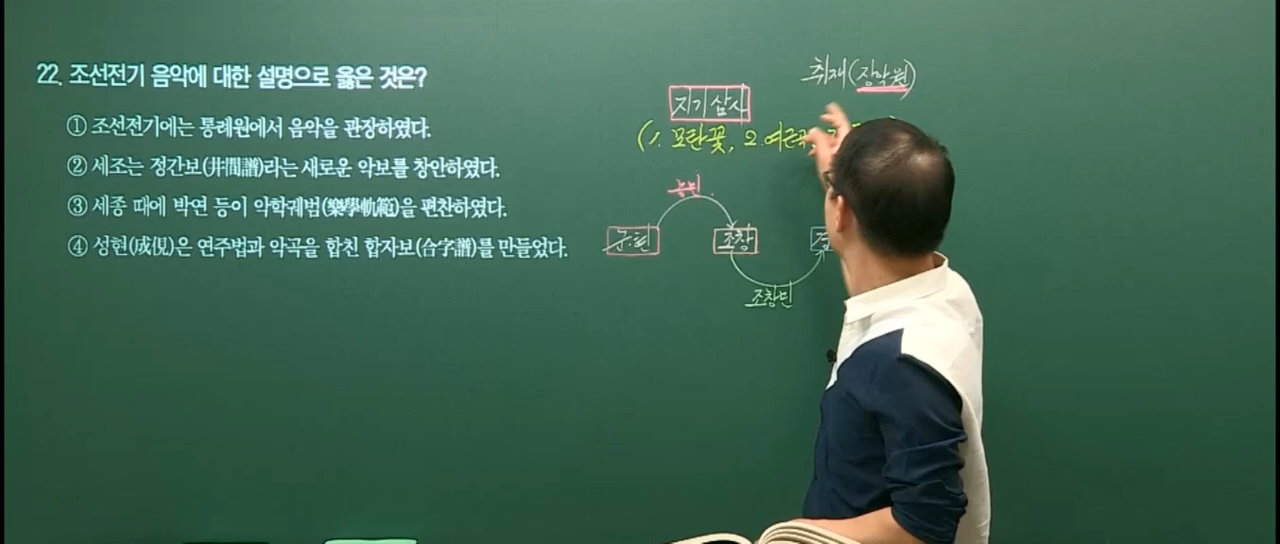 22. 조선전기 음악에 대한 설명으로 옳은 것은?
① 조선전기에는 통례원에서 음악을 관장하였다.
② 세조는 정간보(井間譜)라는 새로운 악보를 창안하였다.
③ 세종 때에 박연 등이 악학궤범(樂學軌範)을 편찬하였다.
④ 성현(成俔)은 연주법과 악곡을 합친 합자보(合字譜)를 만들었다.
취재(장악원)
지기삼사
(1. 모란꽃, 2. 여근곡,
군현
조창
조창민